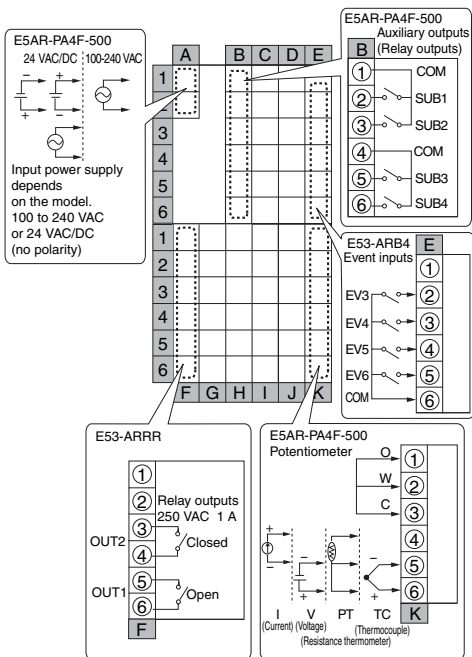 E5AR-PA4F-500
24 VAC/DC 100-240 VAC
Input power supply
depends
on the model.
100 to 240 VAC
or 24 VAC/DC
(no polarity)
A B C D E
1
2
3
4
5
6
1
2
3
4
5
6
F G H I J K
E5AR-PA4F-500
Auxiliary outputs
(Relay outputs)
B
1 COM
2 SUB1
3 SUB2
4 COM
5 SUB3
6 SUB4
E53-ARB4
Event inputs
E
1
EV3 2
EV4 3
EV5 4
EV6 5
COM 6
E53-ARRR
1
2
Relay outputs
250 VAC 1 A
3
OUT2 Closed
4
5
OUT1 Open
6
F
E5AR-PA4F-500
Potentiometer
O 1
W 2
C 3
4
5
6
+ − + − − +
I V PT TC K
(Current) (Voltage) (Thermocouple)
(Resistance thermometer)